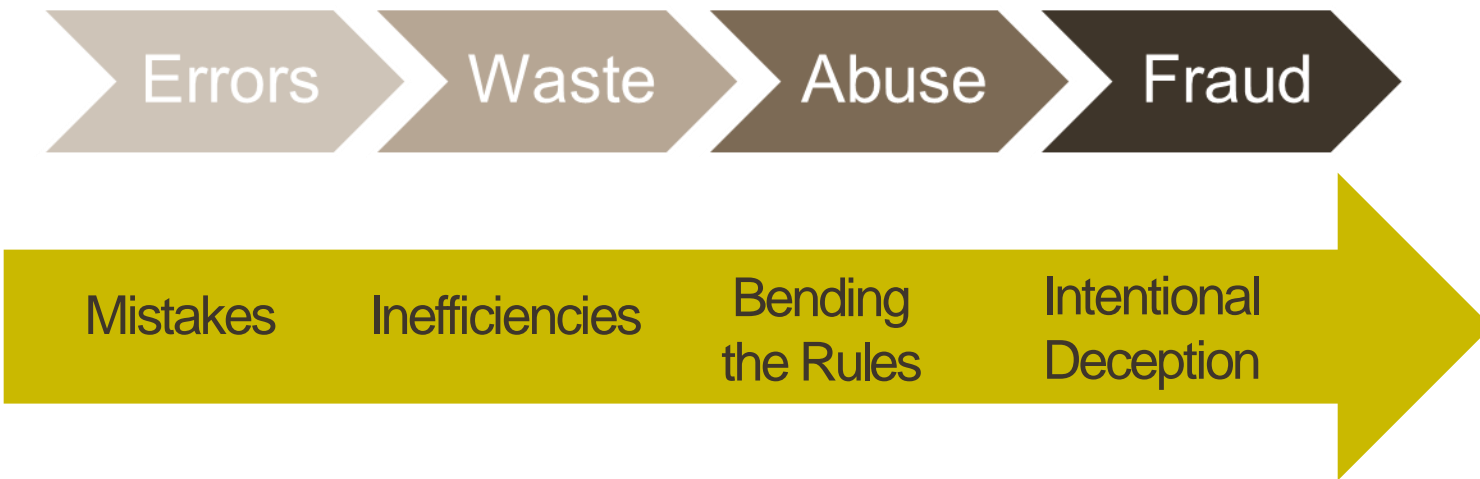 Errors
Waste
Abuse
Fraud
Mistakes
Inefficiencies
Bending
the Rules
Intentional
Deception